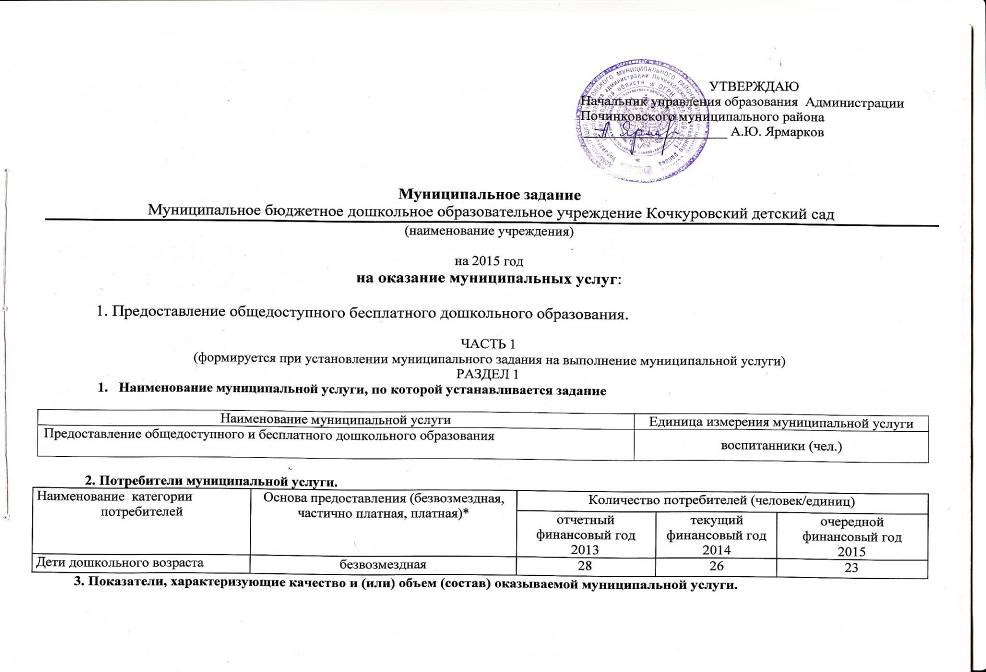 УТВЕРЖДАЮ
Начальник управления образования Администрации
Починковского муниципального района
А.Ю. Ярмарков
Муниципальное задание
Муниципальное бюджетное дошкольное образовательное учреждение Кочкуровский детский сад
(наименование учреждения)
на 2015 год
на оказание муниципальных услуг:
1. Предоставление общедоступного бесплатного дошкольного образования.
ЧАСТЬ 1
(формируется при установлении муниципального задания на выполнение муниципальной услуги)
РАЗДЕЛ 1
1. Наименование муниципальной услуги, по которой устанавливается задание
Наименование муниципальной услуги Единица измерения муниципальной услуги
Предоставление общедоступного и бесплатного дошкольного образования воспитанники (чел.)
2. Потребители муниципальной услуги.
Наименование категории потребителей
Основа предоставления (безвозмездная, частично платная, платная)*
Количество потребителей (человек/единиц)
отчетный финансовый год 2013
текущий финансовый год 2014
очередной финансовый год 2015
Дети дошкольного возраста безвозмездная 28 26 23
3. Показатели, характеризующие качество и (или) объем (состав) оказываемой муниципальной услуги.